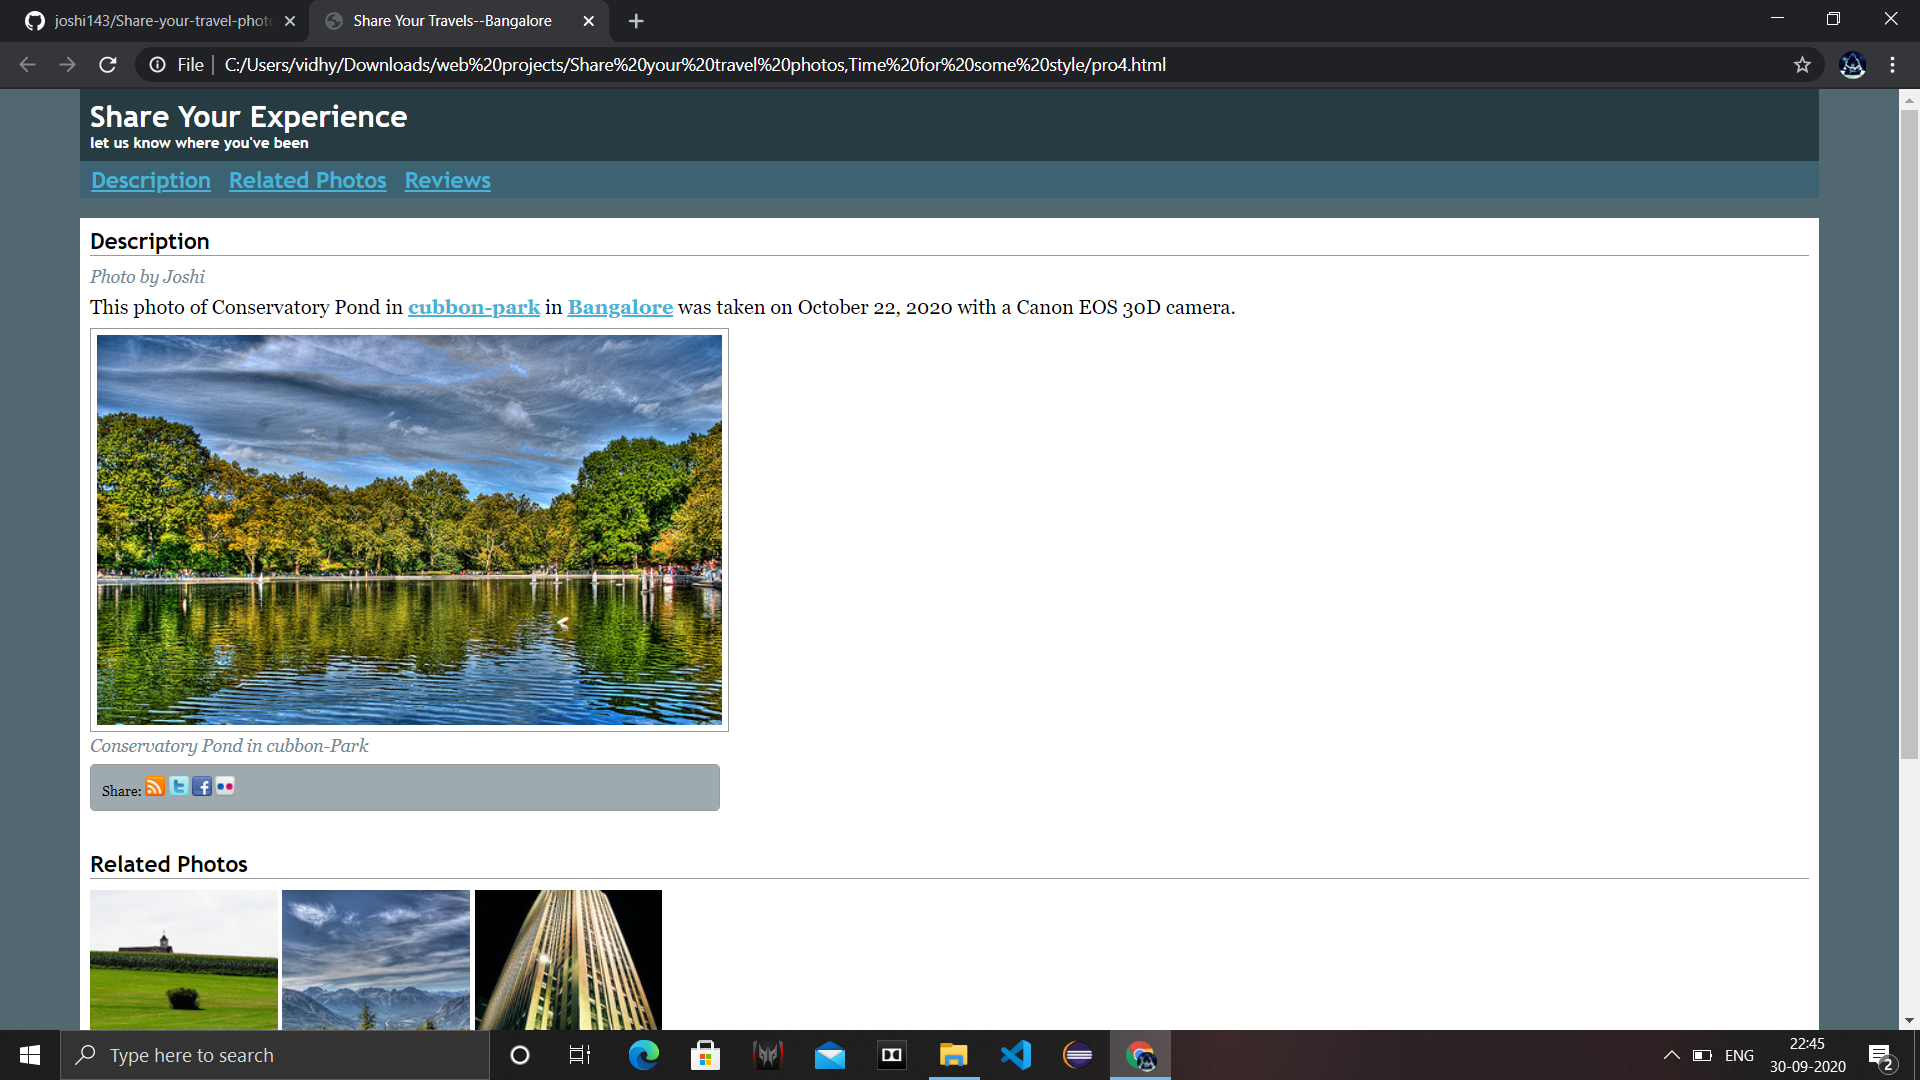 joshi143/Share-your-travel-phot
Share Your Travels--Bangalore
File
C:/Users/vidhy/Downloads/web%20projects/Share%20your%20travel%20photos,Time%20for%20some%20style/pro4.html
Share Your Experience
let us know where you've been
Description Related Photos Reviews
Description
Photo by Joshi
This photo of Conservatory Pond in cubbon-park in Bangalore was taken on October 22, 2020 with a Canon EOS 30D camera.
Conservatory Pond in cubbon-Park
Share:
Related Photos
Type here to search
ENG
22:45
30-09-2020
2